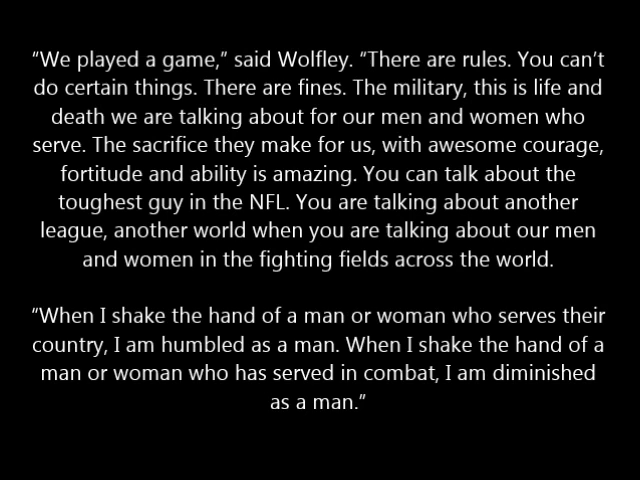 “We played a game,” said Wolfley. “There are rules. You can’t
do certain things. There are fines. The military, this is life and
death we are talking about for our men and women who
serve. The sacrifice they make for us, with awesome courage,
fortitude and ability is amazing. You can talk about the
toughest guy in the NFL. You are talking about another
league, another world when you are talking about our men
and women in the fighting fields across the world.
“When I shake the hand of a man or woman who serves their
country, I am humbled as a man. When I shake the hand of a
man or woman who has served in combat, I am diminished
as a man.”